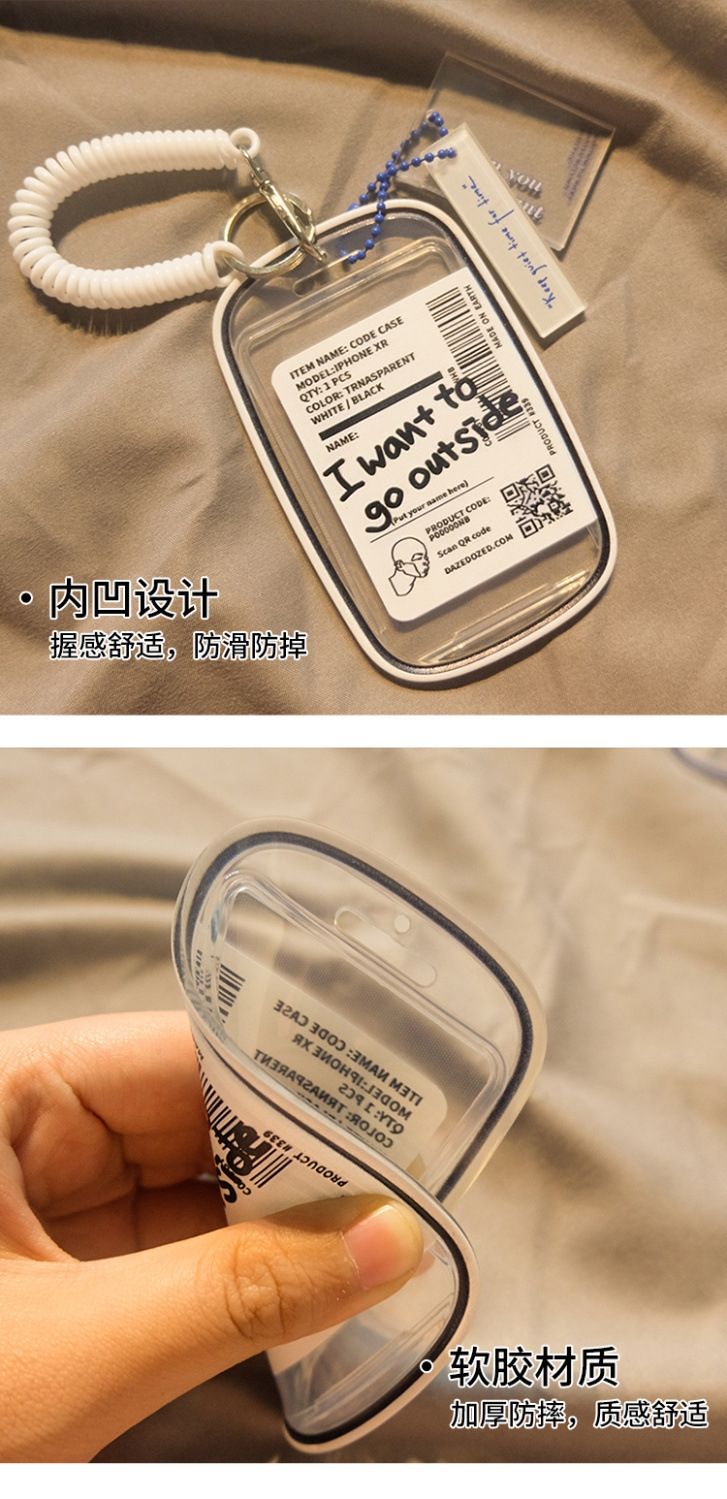 "Keep quiet time for time"
ITEM NAME: CODE CASE
MODEL:IPHONE XR
QTY: 1 PCS
COLOR: TRNASPARENT
WHITE / BLACK
MADE ON EARTH
NAME:
I want to
go outside
(Put your name here)
PRODUCT #339
PRODUCT CODE:
P00000NB
Scan QR code
DAZEDOZED.COM
• 内凹设计
握感舒适，防滑防掉
ITEM NAME: CODE CASE
MODEL:IPHONE XR
QTY: 1 PCS
COLOR: TRNASPARENT
PRODUCT #339
• 软胶材质
加厚防摔，质感舒适